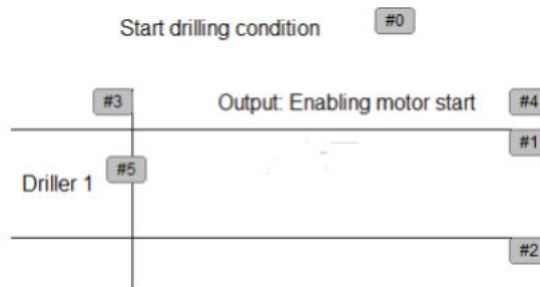 Start drilling condition #0
#3 Output: Enabling motor start #4
#1
Driller 1 #5
#2